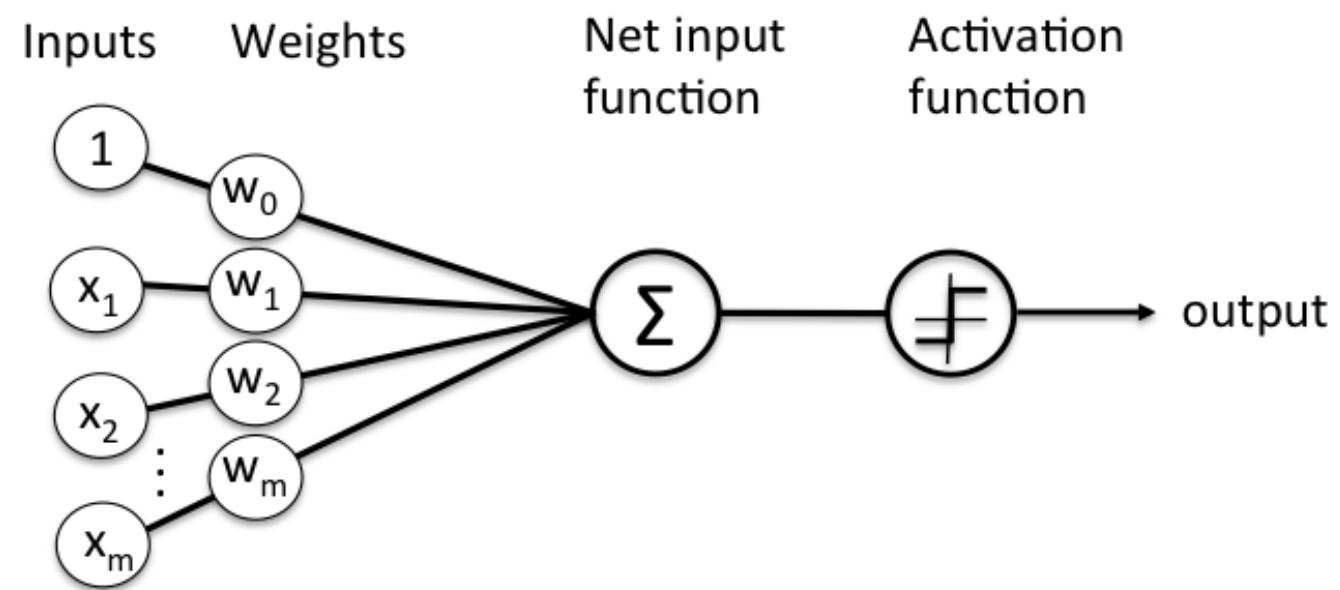 Inputs
Weights
Net input
function
Activation
function
1
w₀
x₁
w₁
x₂
w₂
⋮
xₘ
wₘ
Σ
output